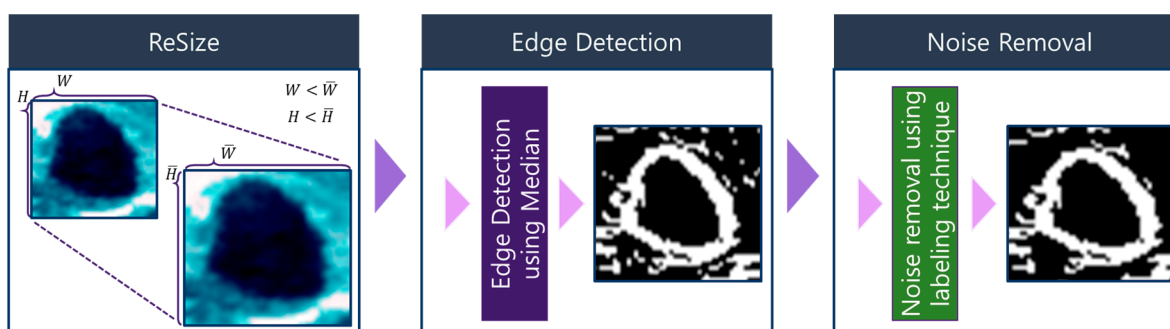 ReSize
W
H
W < W̅
H < H̅
W̅
H̅
Edge Detection
Edge Detection
using Median
Noise Removal
Noise removal using
labeling technique